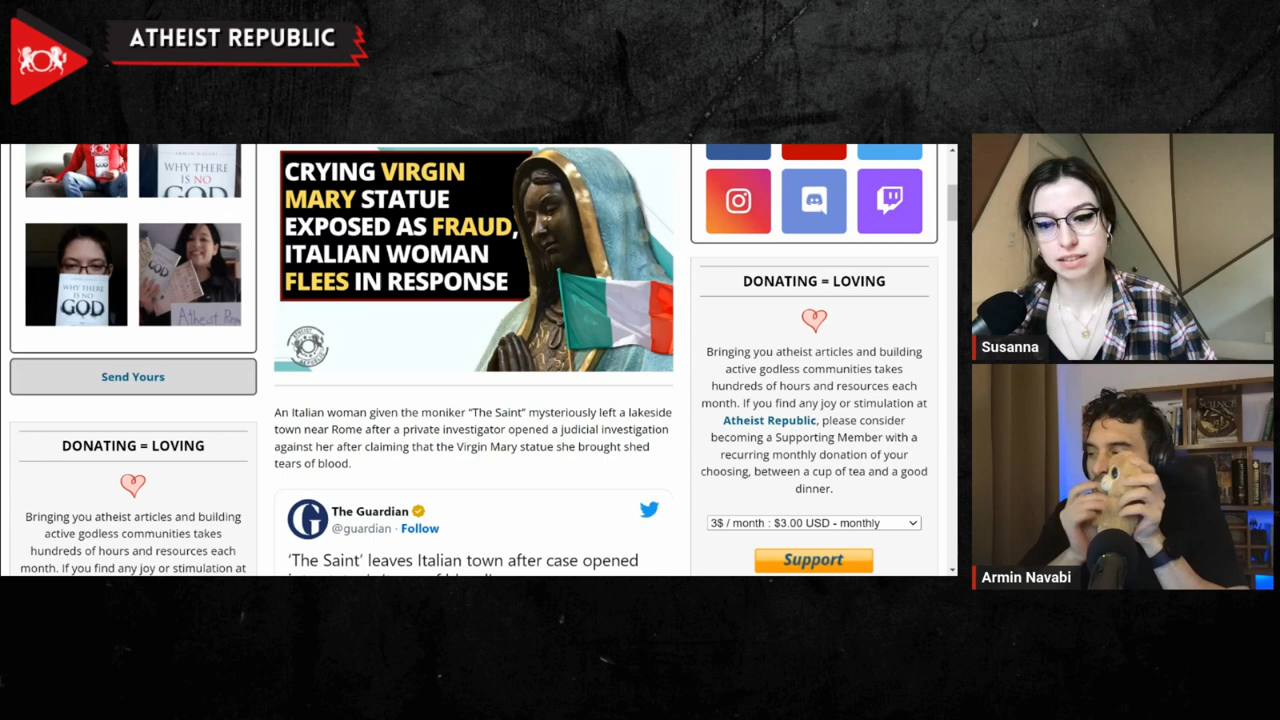 ATHEIST REPUBLIC
WHY THERE
IS NO
GOD
WHY THERE
IS NO
GOD
Send Yours
DONATING = LOVING
Bringing you atheist articles and building
active godless communities takes
hundreds of hours and resources each
month. If you find any joy or stimulation at
CRYING VIRGIN
MARY STATUE
EXPOSED AS FRAUD,
ITALIAN WOMAN
FLEES IN RESPONSE
ATHEIST
REPUBLIC
An Italian woman given the moniker “The Saint” mysteriously left a lakeside
town near Rome after a private investigator opened a judicial investigation
against her after claiming that the Virgin Mary statue she brought shed
tears of blood.
The Guardian
@guardian · Follow
‘The Saint’ leaves Italian town after case opened
DONATING = LOVING
Bringing you atheist articles and building
active godless communities takes
hundreds of hours and resources each
month. If you find any joy or stimulation at
Atheist Republic, please consider
becoming a Supporting Member with a
recurring monthly donation of your
choosing, between a cup of tea and a good
dinner.
3$ / month : $3.00 USD - monthly
Support
Susanna
SCIENCE
Armin Navabi